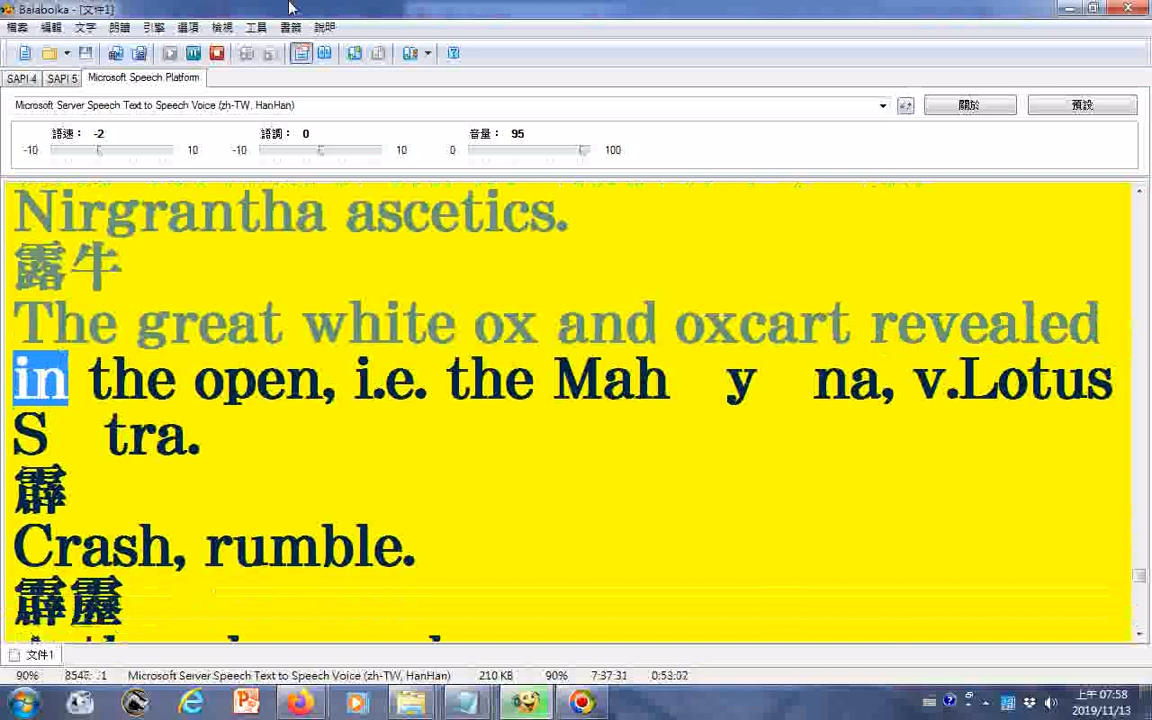 Balabolka - [文件1]
檔案 編輯 文字 朗讀 引擎 選項 檢視 工具 書籤 說明
SAPI 4 SAPI 5 Microsoft Speech Platform
Microsoft Server Speech Text to Speech Voice (zh-TW, HanHan) 關於 預設
語速： -2 語調： 0 音量： 95
-10 10 -10 10 0 100
Nirgrantha ascetics.
露牛
The great white ox and oxcart revealed
in the open, i.e. the Mah y na, v.Lotus
S tra.
霹
Crash, rumble.
霹靂
文件1
90% Microsoft Server Speech Text to Speech Voice (zh-TW, HanHan) 210 KB 90% 7:37:31 0:53:02
上午 07:58
2019/11/13